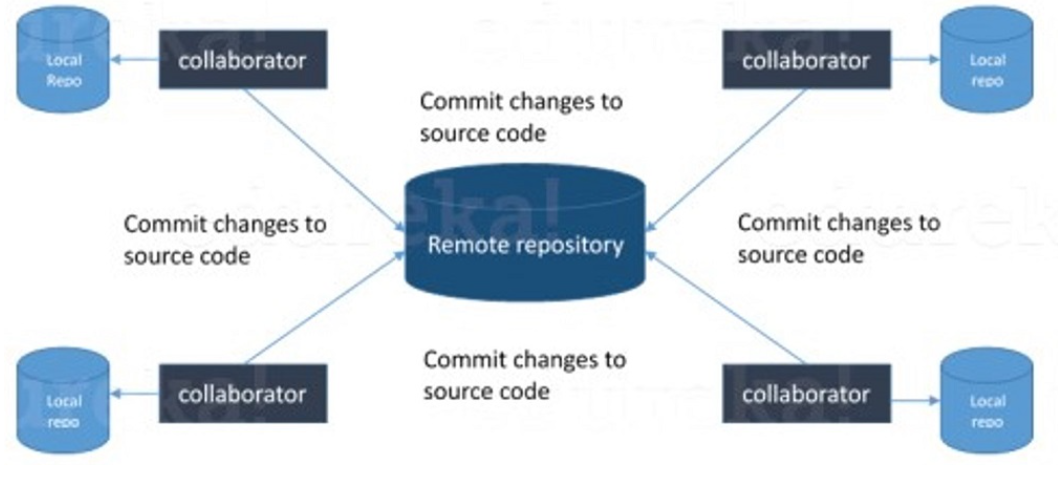 Local
Repo
collaborator
collaborator
Local
repo
Commit changes to
source code
Commit changes to
source code
Remote repository
Commit changes to
source code
Commit changes to
source code
Local
repo
collaborator
collaborator
Local
repo